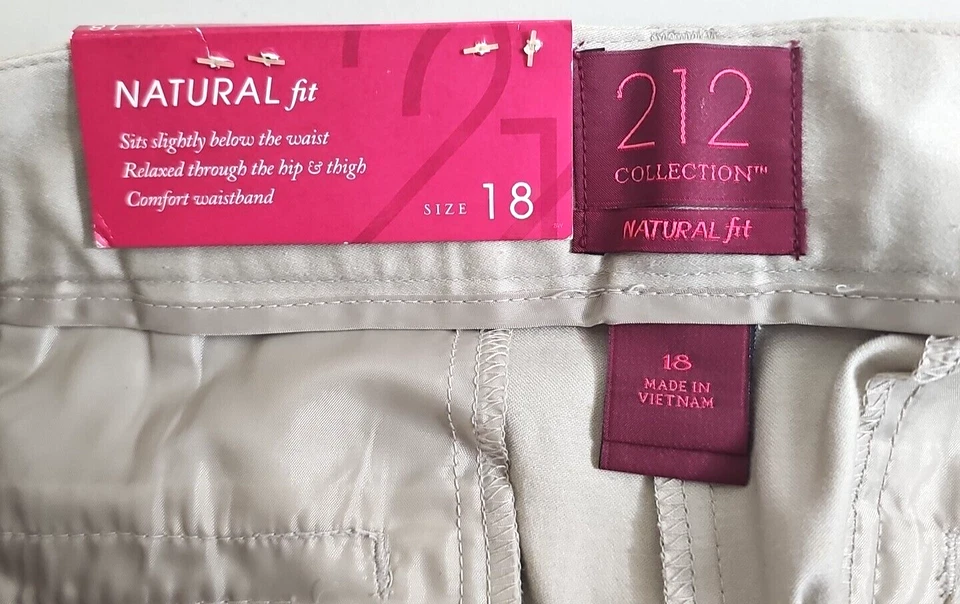 NATURAL fit
Sits slightly below the waist
Relaxed through the hip & thigh
Comfort waistband
SIZE 18
212
COLLECTION™
NATURAL fit
18
MADE IN
VIETNAM